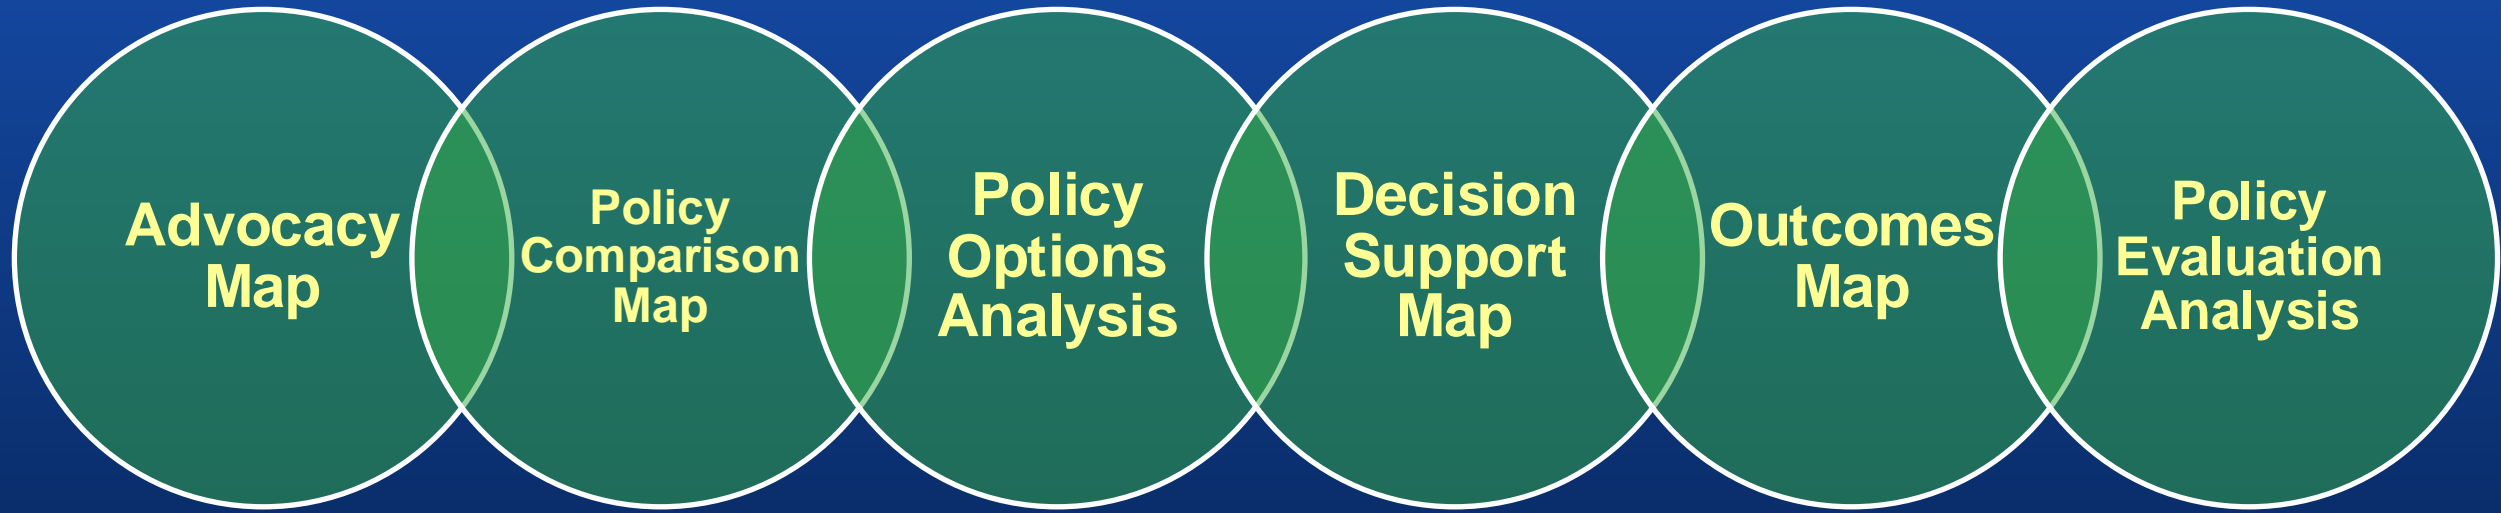 Advocacy
Map
Policy
Comparison
Map
Policy
Options
Analysis
Decision
Support
Map
Outcomes
Map
Policy
Evaluation
Analysis